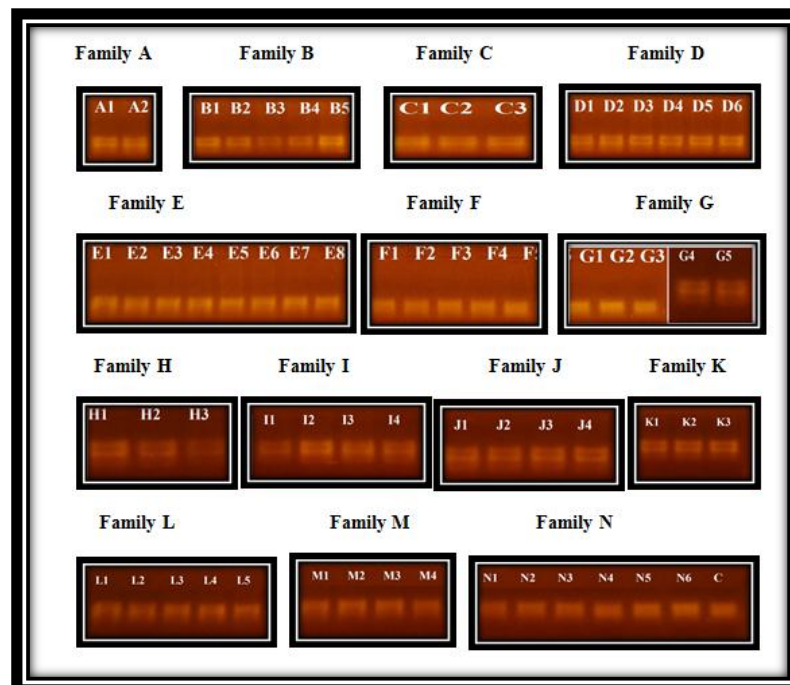 Family A Family B Family C Family D
A1 A2 B1 B2 B3 B4 B5 C1 C2 C3 D1 D2 D3 D4 D5 D6
Family E Family F Family G
E1 E2 E3 E4 E5 E6 E7 E8 F1 F2 F3 F4 G1 G2 G3 G4 G5
Family H Family I Family J Family K
H1 H2 H3 I1 I2 I3 I4 J1 J2 J3 J4 K1 K2 K3
Family L Family M Family N
L1 L2 L3 L4 L5 M1 M2 M3 M4 N1 N2 N3 N4 N5 N6 C